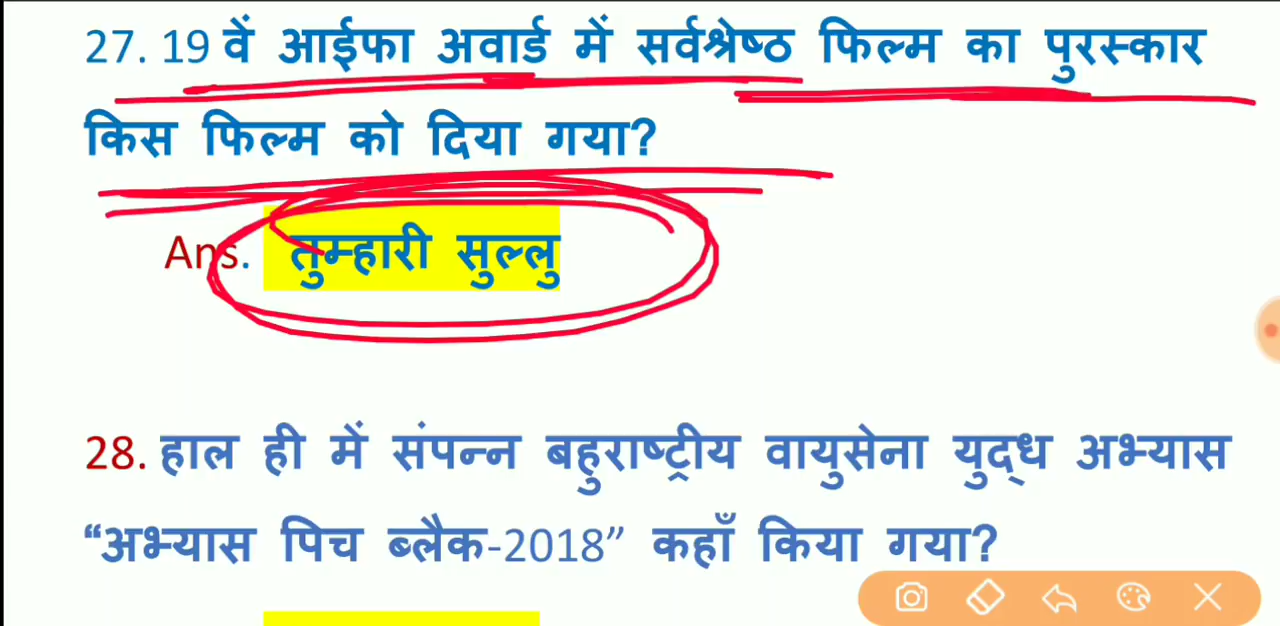 27. 19 वें आईफा अवार्ड में सर्वश्रेष्ठ फिल्म का पुरस्कार
किस फिल्म को दिया गया?
Ans. तुम्हारी सुल्लु
28. हाल ही में संपन्न बहुराष्ट्रीय वायुसेना युद्ध अभ्यास
“अभ्यास पिच ब्लैक-2018” कहाँ किया गया?